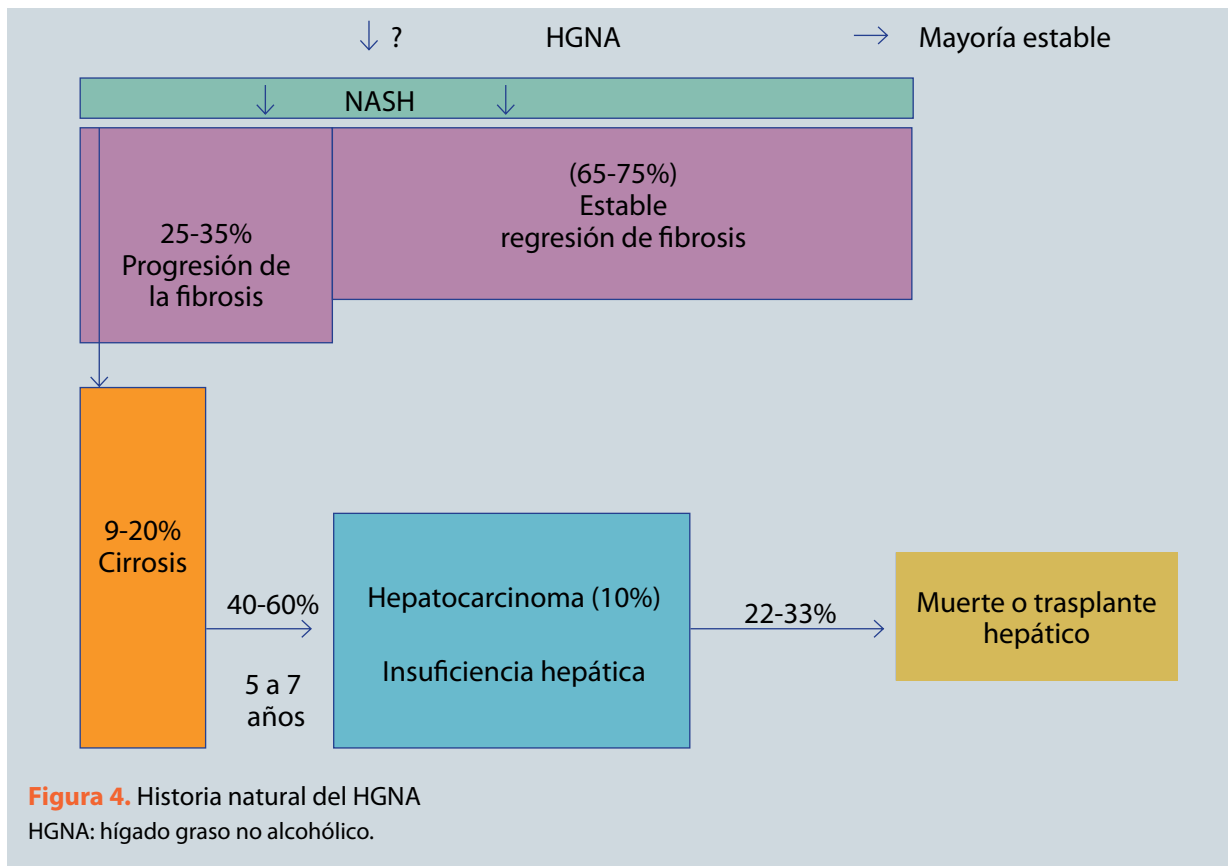 ↓ ? HGNA → Mayoría estable
↓ NASH ↓
(65-75%)
Estable
regresión de fibrosis
25-35%
Progresión de
la fibrosis
9-20%
Cirrosis
40-60%
5 a 7
años
Hepatocarcinoma (10%)
Insuficiencia hepática
22-33%
Muerte o trasplante
hepático
Figura 4. Historia natural del HGNA
HGNA: hígado graso no alcohólico.